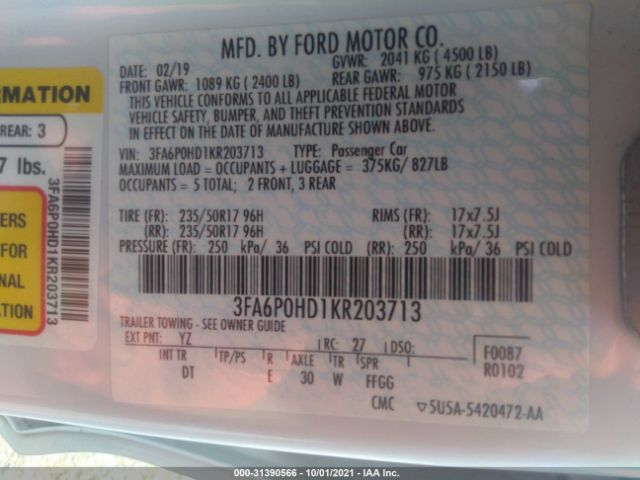 MFD. BY FORD MOTOR CO.
DATE: 02/19 GVWR: 2041 KG ( 4500 LB)
FRONT GAWR: 1089 KG ( 2400 LB) REAR GAWR: 975 KG ( 2150 LB)
THIS VEHICLE CONFORMS TO ALL APPLICABLE FEDERAL MOTOR
VEHICLE SAFETY, BUMPER, AND THEFT PREVENTION STANDARDS
IN EFFECT ON THE DATE OF MANUFACTURE SHOWN ABOVE.
VIN: 3FA6P0HD1KR203713 TYPE: Passenger Car
MAXIMUM LOAD = OCCUPANTS + LUGGAGE = 375KG/ 827LB
OCCUPANTS = 5 TOTAL; 2 FRONT, 3 REAR
TIRE (FR): 235/50R17 96H RIMS (FR): 17x7.5J
(RR): 235/50R17 96H (RR): 17x7.5J
PRESSURE (FR): 250 kPa/ 36 PSI COLD (RR): 250 kPa/ 36 PSI COLD
3FA6P0HD1KR203713
TRAILER TOWING - SEE OWNER GUIDE
EXT PNT: YZ RC: 27 DSO:
INT TR TP/PS R AXLE TR SPR
DT E 30 W FFGG
F0087
R0102
CMC 5U5A-5420472-AA
RMATION
REAR: 3
7 lbs.
3FA6P0HD1KR203713
ERS
FOR
NAL
ATION
000-31390566 - 10/01/2021 - IAA Inc.